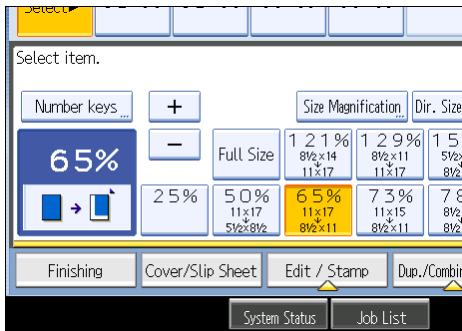 Select►
Select item.
Number keys
+
Size Magnification
Dir. Size
65%
−
Full Size
121%
8½×14
11×17
129%
8½×11
11×17
25%
50%
11×17
5½×8½
65%
11×17
8½×11
73%
11×15
8½×11
Finishing
Cover/Slip Sheet
Edit / Stamp
System Status
Job List